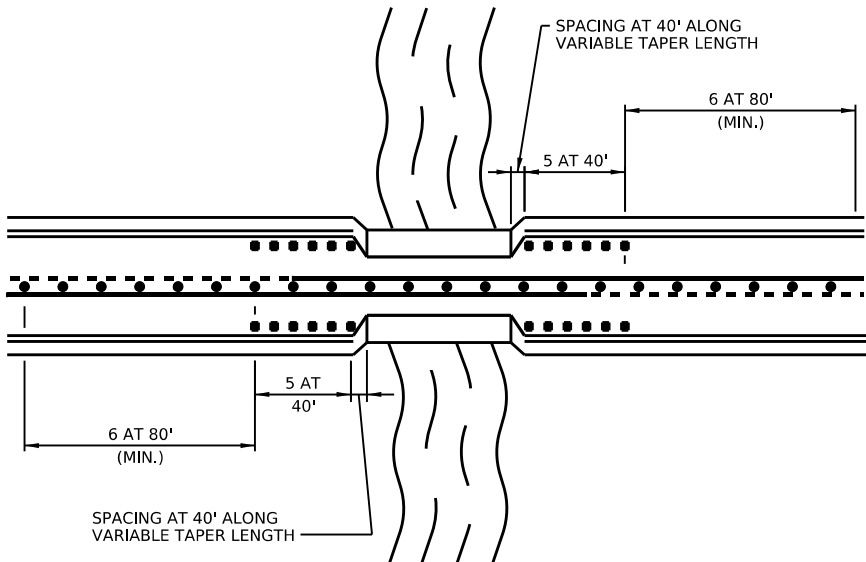 SPACING AT 40' ALONG
VARIABLE TAPER LENGTH
6 AT 80'
(MIN.)
5 AT 40'
5 AT
40'
6 AT 80'
(MIN.)
SPACING AT 40' ALONG
VARIABLE TAPER LENGTH